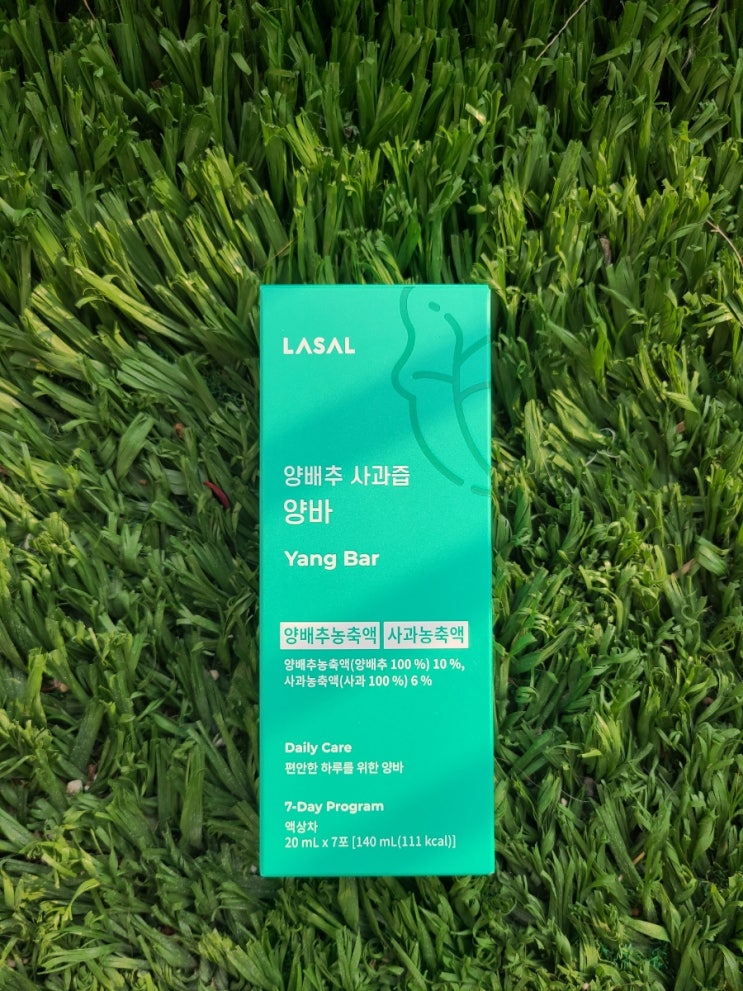 LASAL
양배추 사과즙
양바
Yang Bar
양배추농축액 사과농축액
양배추농축액(양배추 100 %) 10 %,
사과농축액(사과 100 %) 6 %
Daily Care
편안한 하루를 위한 양바
7-Day Program
액상차
20 mL x 7포 [140 mL(111 kcal)]